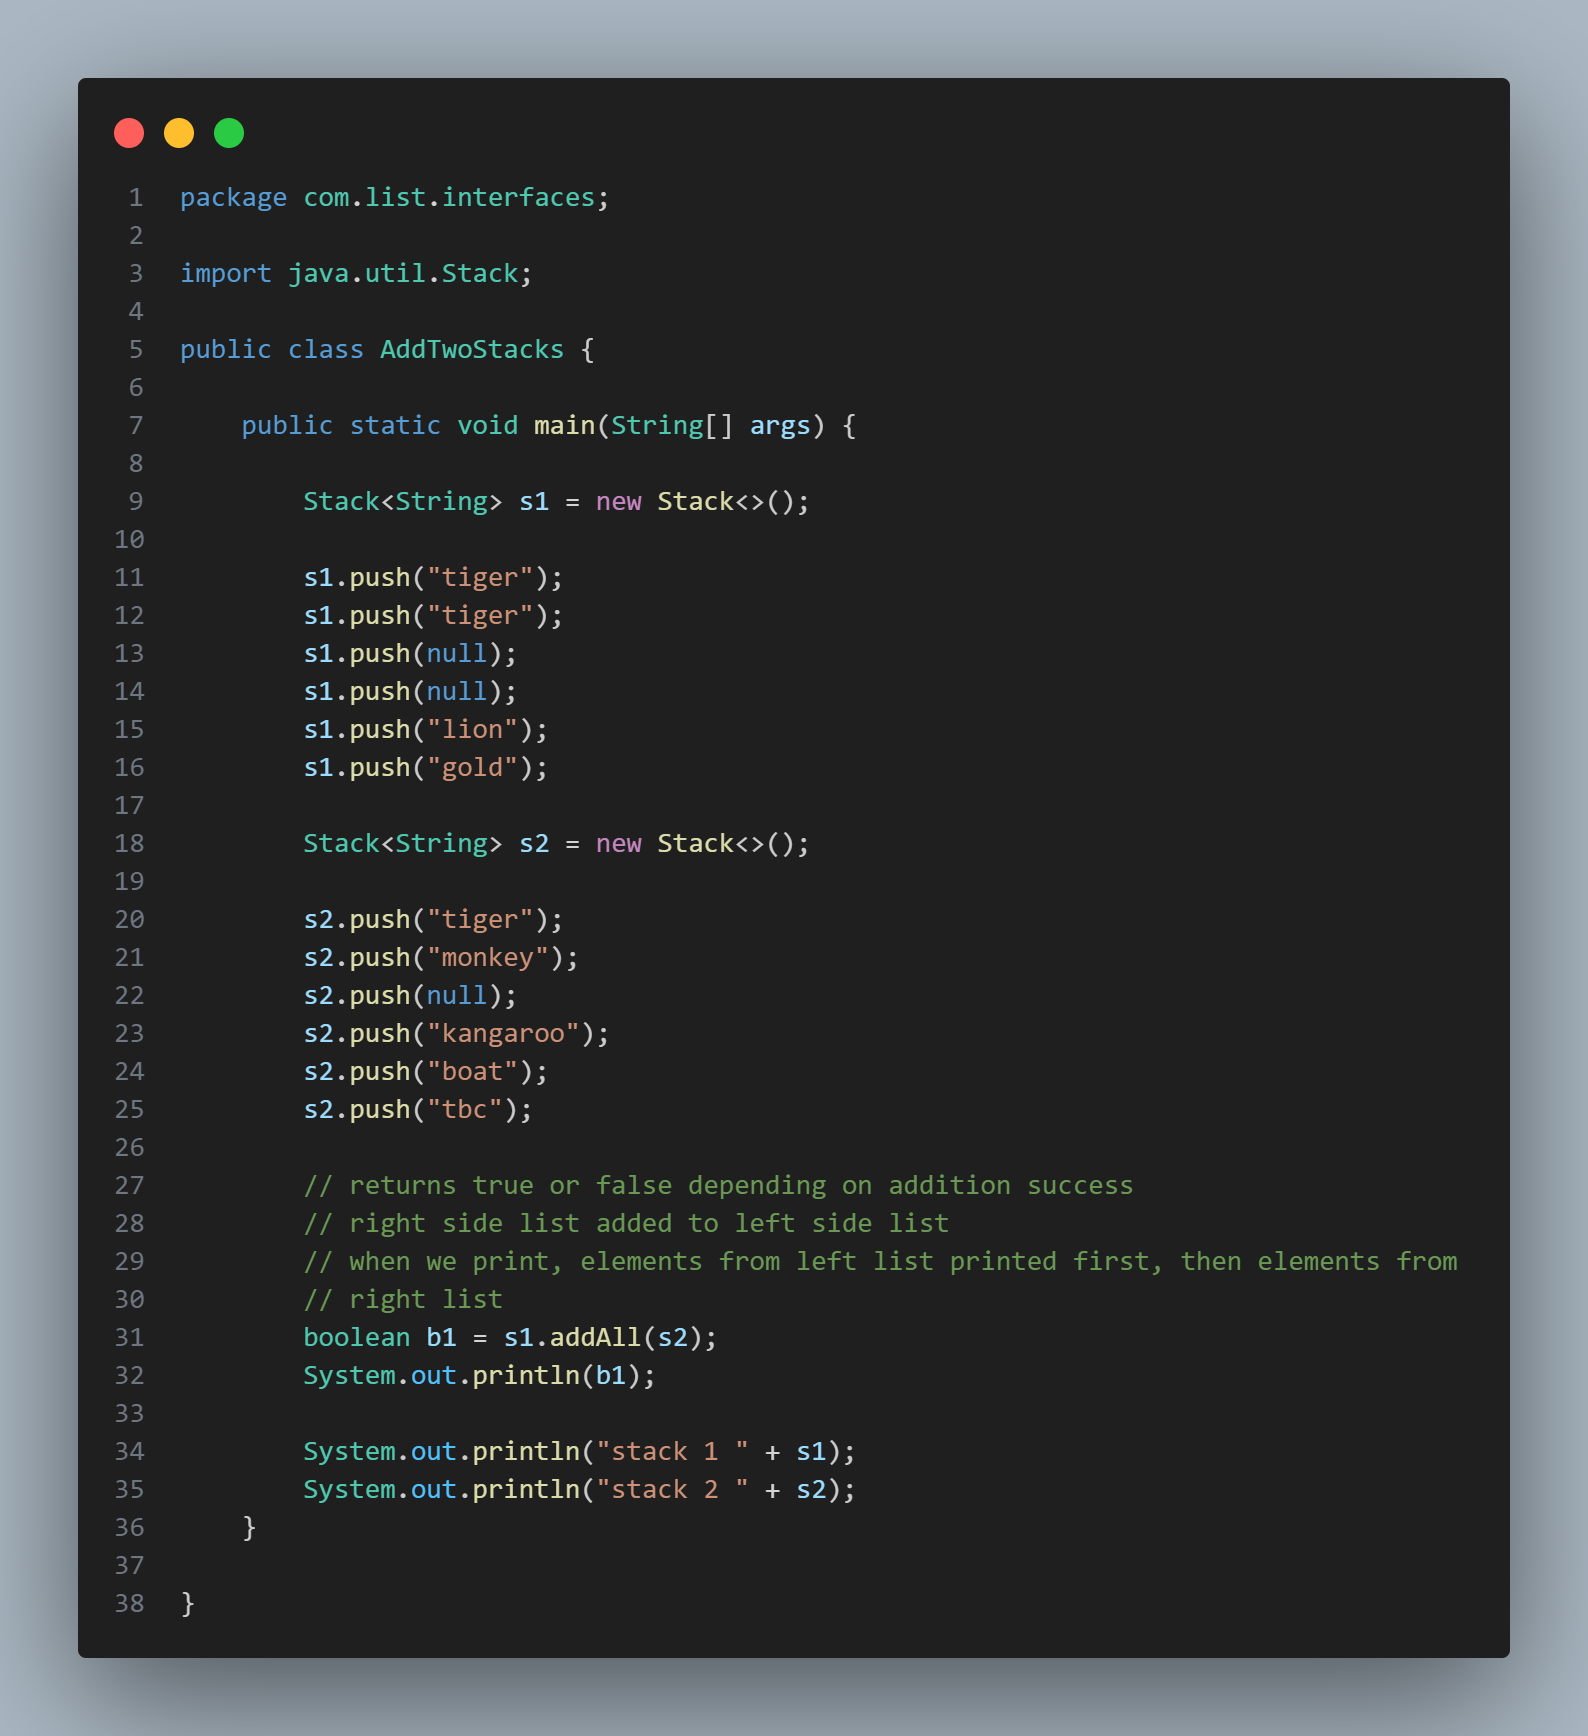 1 package com.list.interfaces;
2
3 import java.util.Stack;
4
5 public class AddTwoStacks {
6
7     public static void main(String[] args) {
8
9         Stack<String> s1 = new Stack<>();
10
11         s1.push("tiger");
12         s1.push("tiger");
13         s1.push(null);
14         s1.push(null);
15         s1.push("lion");
16         s1.push("gold");
17
18         Stack<String> s2 = new Stack<>();
19
20         s2.push("tiger");
21         s2.push("monkey");
22         s2.push(null);
23         s2.push("kangaroo");
24         s2.push("boat");
25         s2.push("tbc");
26
27         // returns true or false depending on addition success
28         // right side list added to left side list
29         // when we print, elements from left list printed first, then elements from
30         // right list
31         boolean b1 = s1.addAll(s2);
32         System.out.println(b1);
33
34         System.out.println("stack 1 " + s1);
35         System.out.println("stack 2 " + s2);
36     }
37
38 }